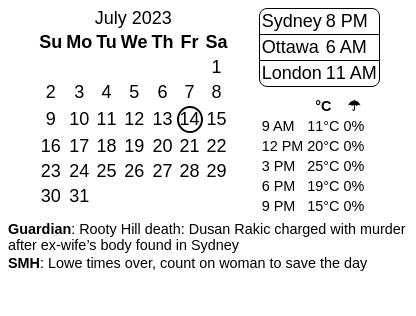 July 2023
Su Mo Tu We Th Fr Sa
1
2 3 4 5 6 7 8
9 10 11 12 13 14 15
16 17 18 19 20 21 22
23 24 25 26 27 28 29
30 31
Sydney 8 PM
Ottawa 6 AM
London 11 AM
°C ☂
9 AM 11°C 0%
12 PM 20°C 0%
3 PM 25°C 0%
6 PM 19°C 0%
9 PM 15°C 0%
Guardian: Rooty Hill death: Dusan Rakic charged with murder
after ex-wife’s body found in Sydney
SMH: Lowe times over, count on woman to save the day